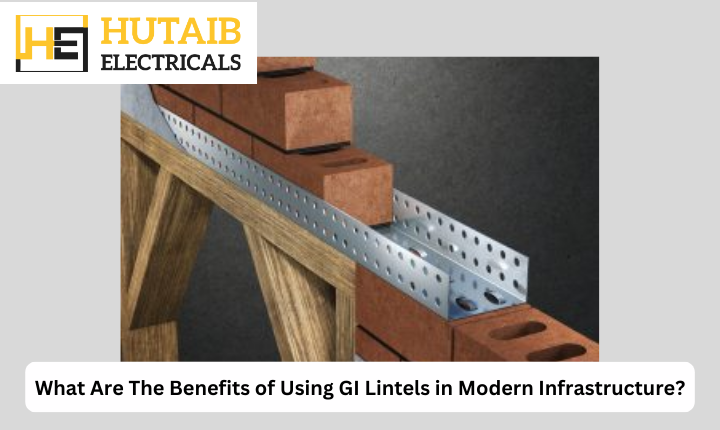 HUTAIB
ELECTRICALS
What Are The Benefits of Using GI Lintels in Modern Infrastructure?